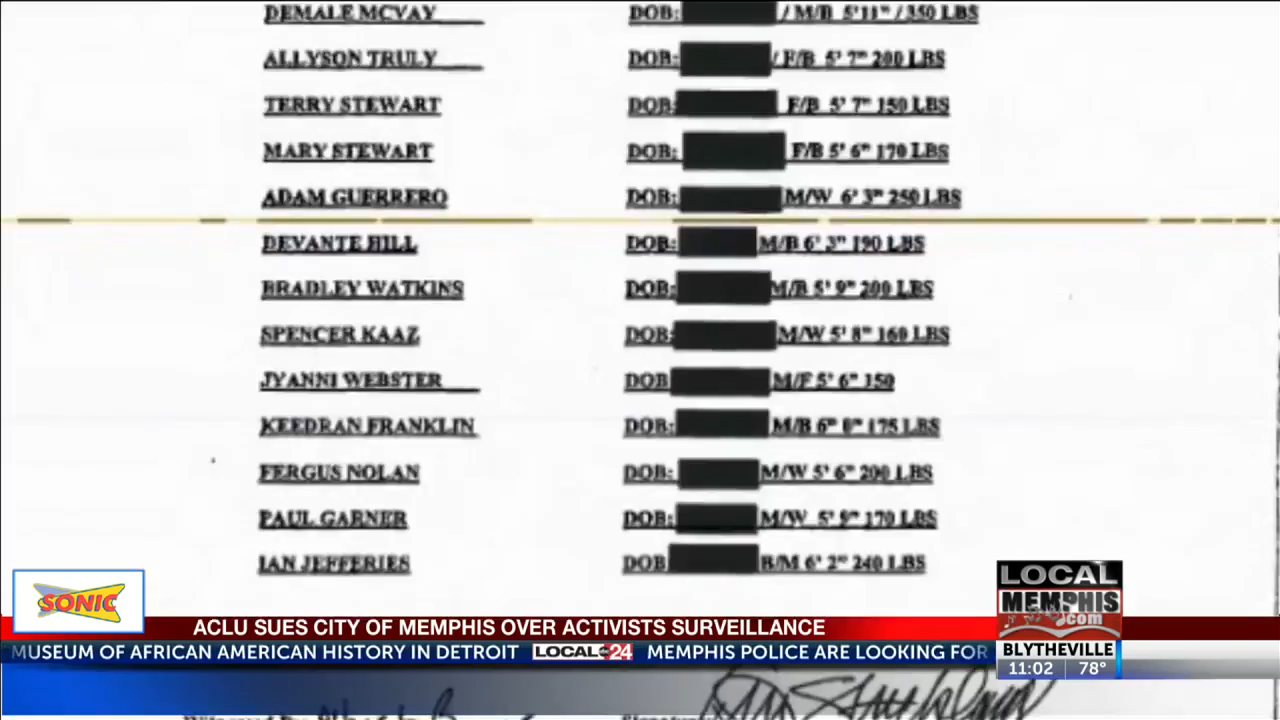 DEMALE MCVAY DOB: / M/B 5'11" / 350 LBS
ALLYSON TRULY DOB: / F/B 5' 7" 200 LBS
TERRY STEWART DOB: F/B 5' 7" 150 LBS
MARY STEWART DOB: F/B 5' 6" 170 LBS
ADAM GUERRERO DOB: M/W 6' 3" 250 LBS
DEVANTE HILL DOB: M/B 6' 3" 190 LBS
BRADLEY WATKINS DOB: M/B 5' 9" 200 LBS
SPENCER KAAZ DOB: M/W 5' 8" 160 LBS
JYANNI WEBSTER DOB M/F 5' 6" 150
KEEDRAN FRANKLIN DOB: M/B 6" 0" 175 LBS
FERGUS NOLAN DOB: M/W 5' 6" 200 LBS
PAUL GARNER DOB: M/W 5' 9" 170 LBS
IAN JEFFERIES DOB B/M 6' 2" 240 LBS
SONIC
LOCAL
MEMPHIS
.com
ACLU SUES CITY OF MEMPHIS OVER ACTIVISTS SURVEILLANCE
MUSEUM OF AFRICAN AMERICAN HISTORY IN DETROIT LOCAL 24 MEMPHIS POLICE ARE LOOKING FOR
BLYTHEVILLE
11:02 78°